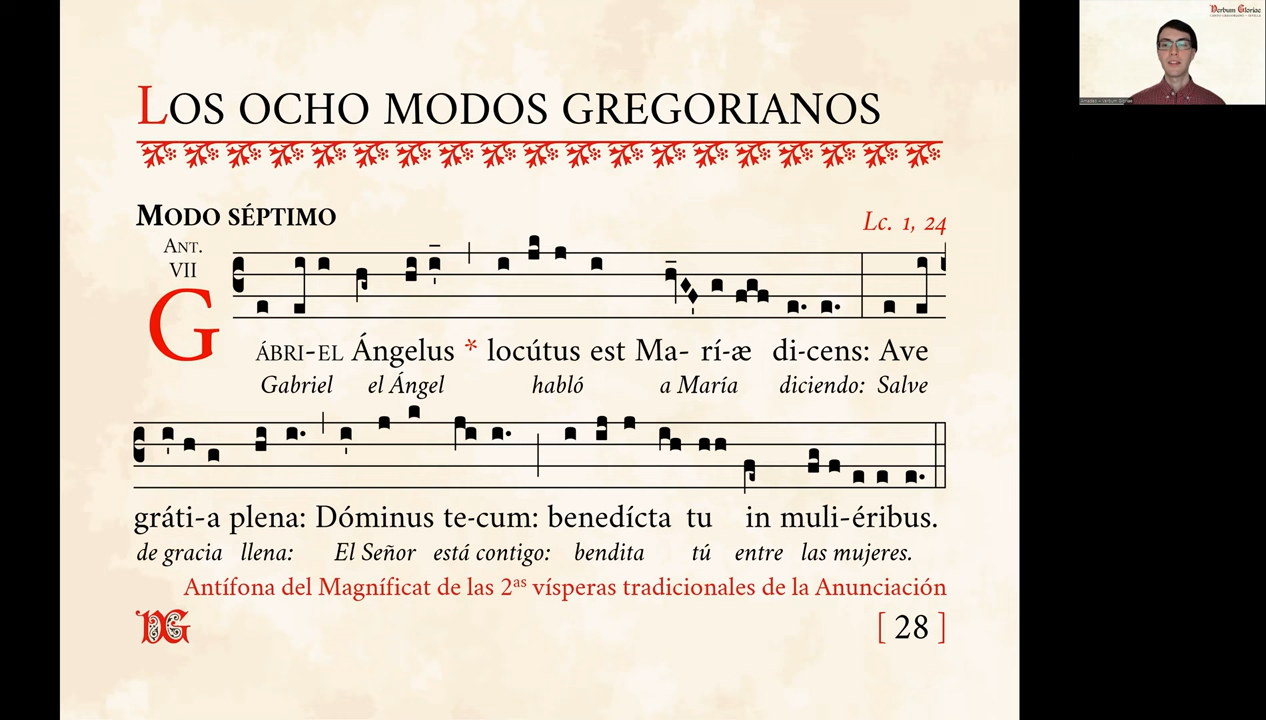 LOS OCHO MODOS GREGORIANOS
MODO SÉPTIMO
Lc. 1, 24
ANT.
VII
GÁBRI-EL Ángelus * locútus est Ma- rí-æ di-cens: Ave
Gabriel el Ángel habló a María diciendo: Salve
gráti-a plena: Dóminus te-cum: benedícta tu in muli-éribus.
de gracia llena: El Señor está contigo: bendita tú entre las mujeres.
Antífona del Magníficat de las 2as vísperas tradicionales de la Anunciación
VG
[ 28 ]
Verbum Gloriae